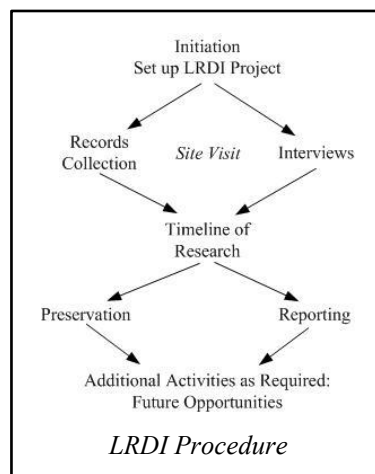 Initiation
Set up LRDI Project
Records
Collection
Site Visit
Interviews
Timeline of
Research
Preservation
Reporting
Additional Activities as Required:
Future Opportunities
LRDI Procedure